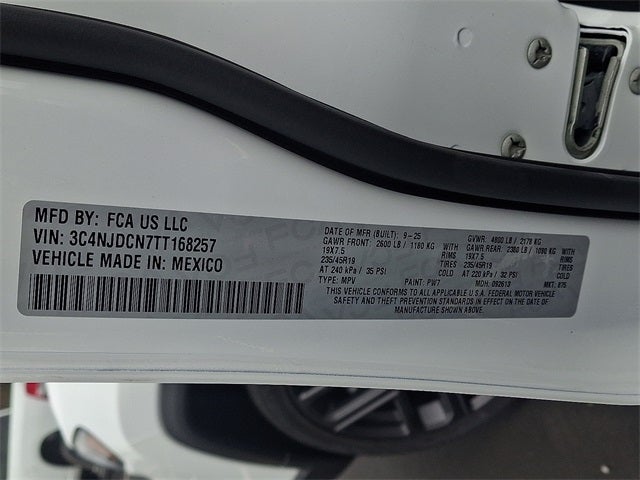 MFD BY: FCA US LLC
VIN: 3C4NJDCN7TT168257
VEHICLE MADE IN: MEXICO
DATE OF MFR (BUILT): 9-25 GVWR: 4800 LB / 2178 KG
GAWR FRONT: 2600 LB / 1180 KG GAWR REAR: 2380 LB / 1080 KG
19X7.5 RIMS 19X7.5 RIMS
235/45R19 TIRES 235/45R19 TIRES
AT 240 kPa / 35 PSI COLD AT 220 kPa / 32 PSI COLD
TYPE: MPV PAINT: PW7 MDH: 092613 MKT: 875
THIS VEHICLE CONFORMS TO ALL APPLICABLE U.S.A. FEDERAL MOTOR VEHICLE
SAFETY AND THEFT PREVENTION STANDARDS IN EFFECT ON THE DATE OF
MANUFACTURE SHOWN ABOVE.